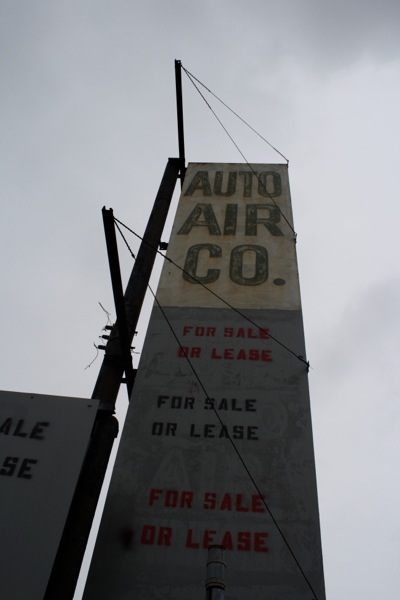 AUTO
AIR
CO.
FOR SALE
OR LEASE
FOR SALE
OR LEASE
FOR SALE
OR LEASE
ALE
SE